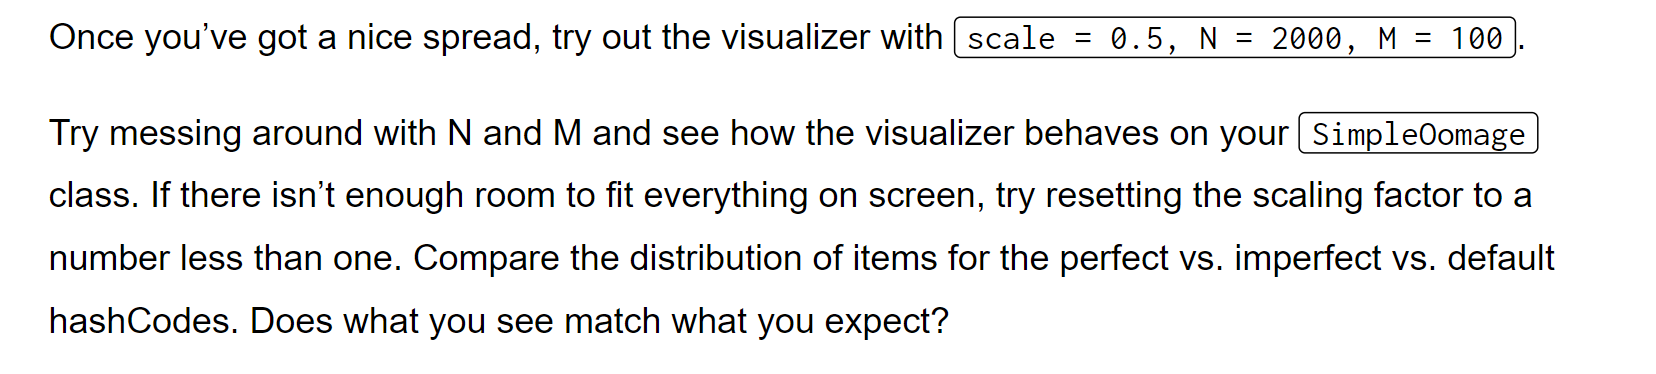 Once you’ve got a nice spread, try out the visualizer with scale = 0.5, N = 2000, M = 100.
Try messing around with N and M and see how the visualizer behaves on your SimpleOomage
class. If there isn’t enough room to fit everything on screen, try resetting the scaling factor to a
number less than one. Compare the distribution of items for the perfect vs. imperfect vs. default
hashCodes. Does what you see match what you expect?